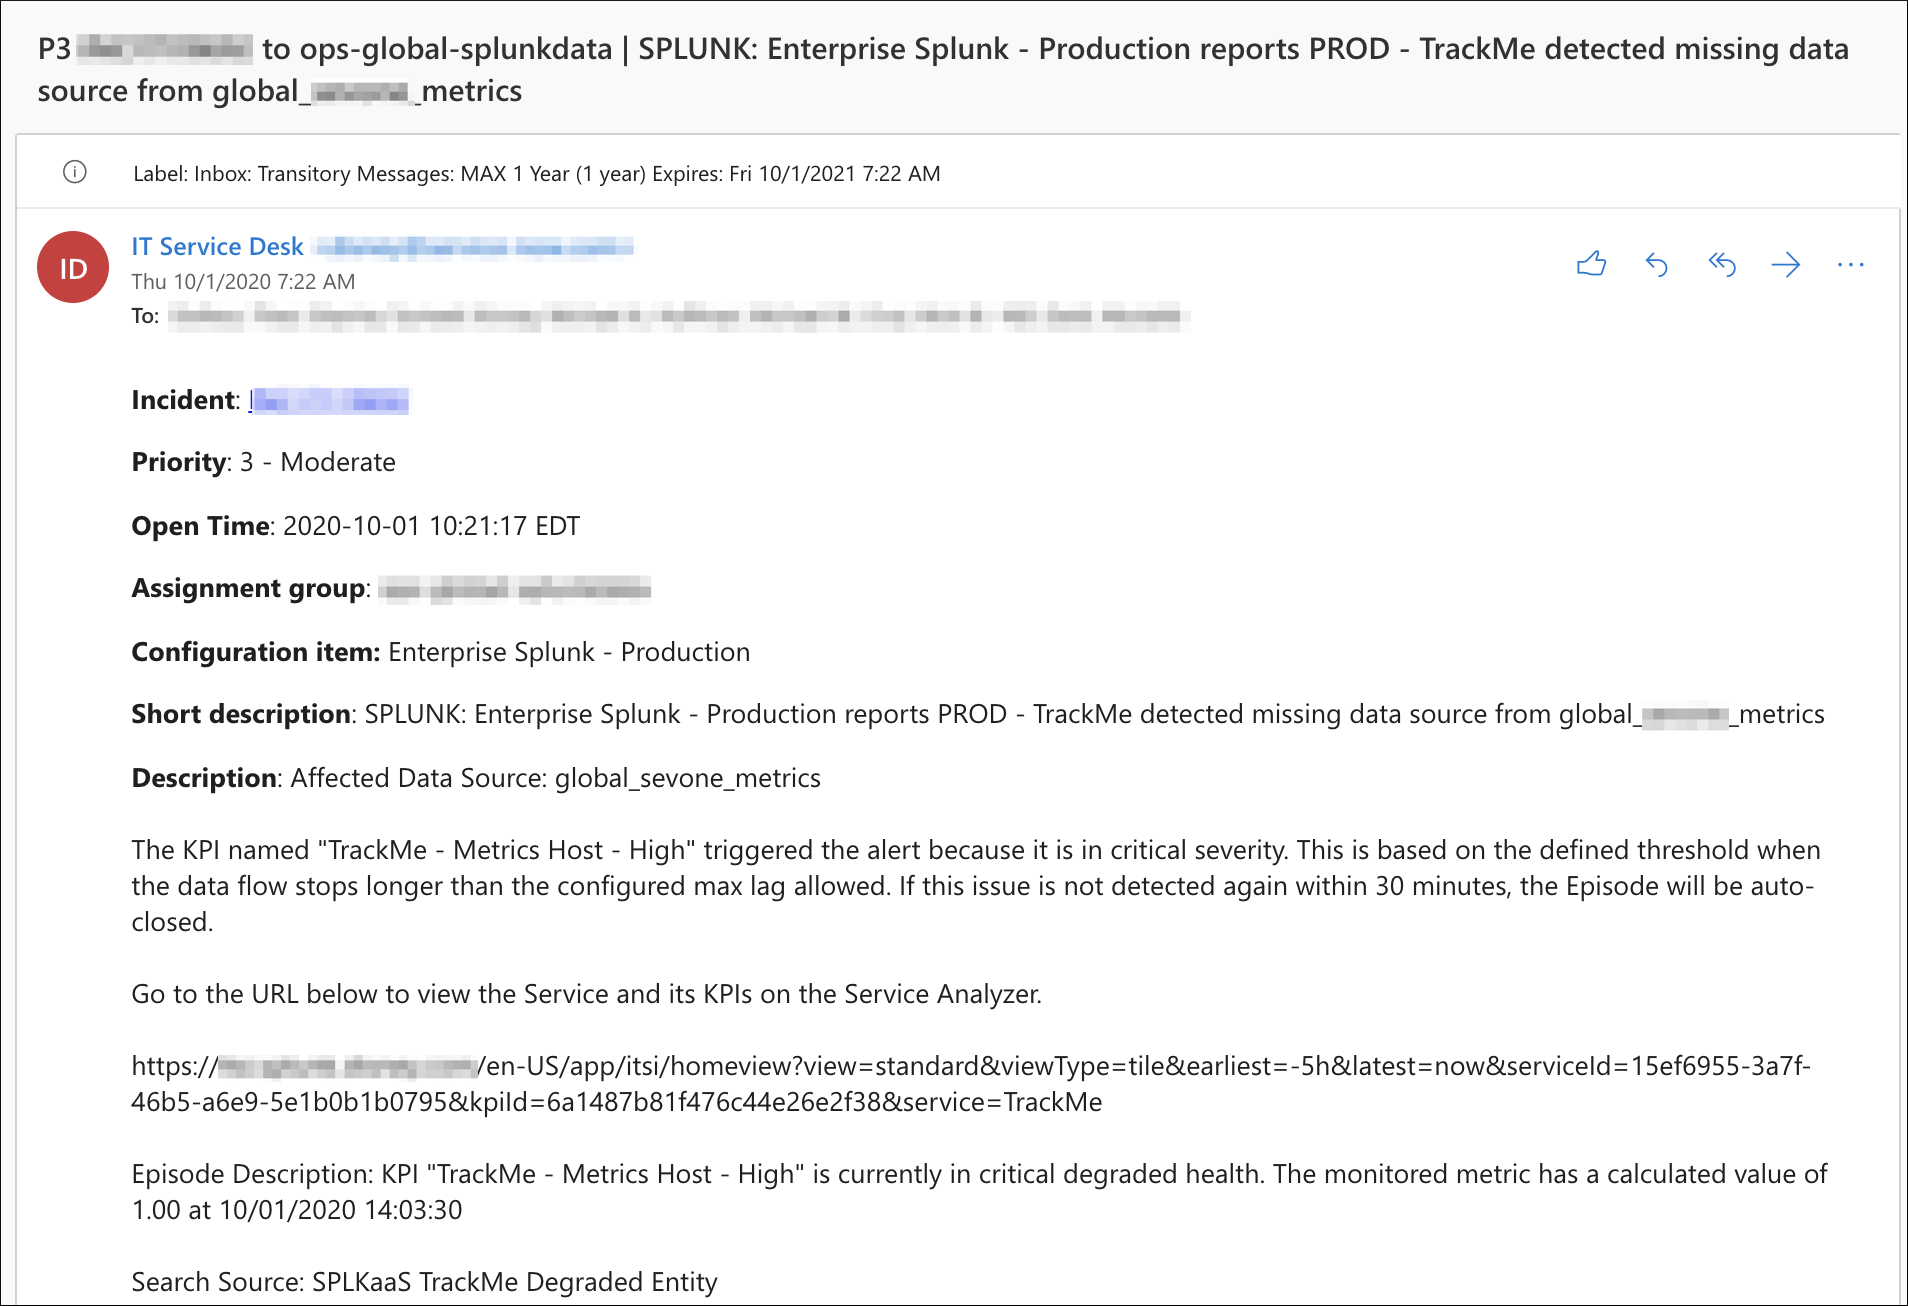 P3 to ops-global-splunkdata | SPLUNK: Enterprise Splunk - Production reports PROD - TrackMe detected missing data
source from global_ _metrics
Label: Inbox: Transitory Messages: MAX 1 Year (1 year) Expires: Fri 10/1/2021 7:22 AM
ID
IT Service Desk
Thu 10/1/2020 7:22 AM
To:
Incident:
Priority: 3 - Moderate
Open Time: 2020-10-01 10:21:17 EDT
Assignment group:
Configuration item: Enterprise Splunk - Production
Short description: SPLUNK: Enterprise Splunk - Production reports PROD - TrackMe detected missing data source from global_ _metrics
Description: Affected Data Source: global_sevone_metrics
The KPI named "TrackMe - Metrics Host - High" triggered the alert because it is in critical severity. This is based on the defined threshold when
the data flow stops longer than the configured max lag allowed. If this issue is not detected again within 30 minutes, the Episode will be auto-
closed.
Go to the URL below to view the Service and its KPIs on the Service Analyzer.
https:// /en-US/app/itsi/homeview?view=standard&viewType=tile&earliest=-5h&latest=now&serviceId=15ef6955-3a7f-
46b5-a6e9-5e1b0b1b0795&kpiId=6a1487b81f476c44e26e2f38&service=TrackMe
Episode Description: KPI "TrackMe - Metrics Host - High" is currently in critical degraded health. The monitored metric has a calculated value of
1.00 at 10/01/2020 14:03:30
Search Source: SPLKaaS TrackMe Degraded Entity